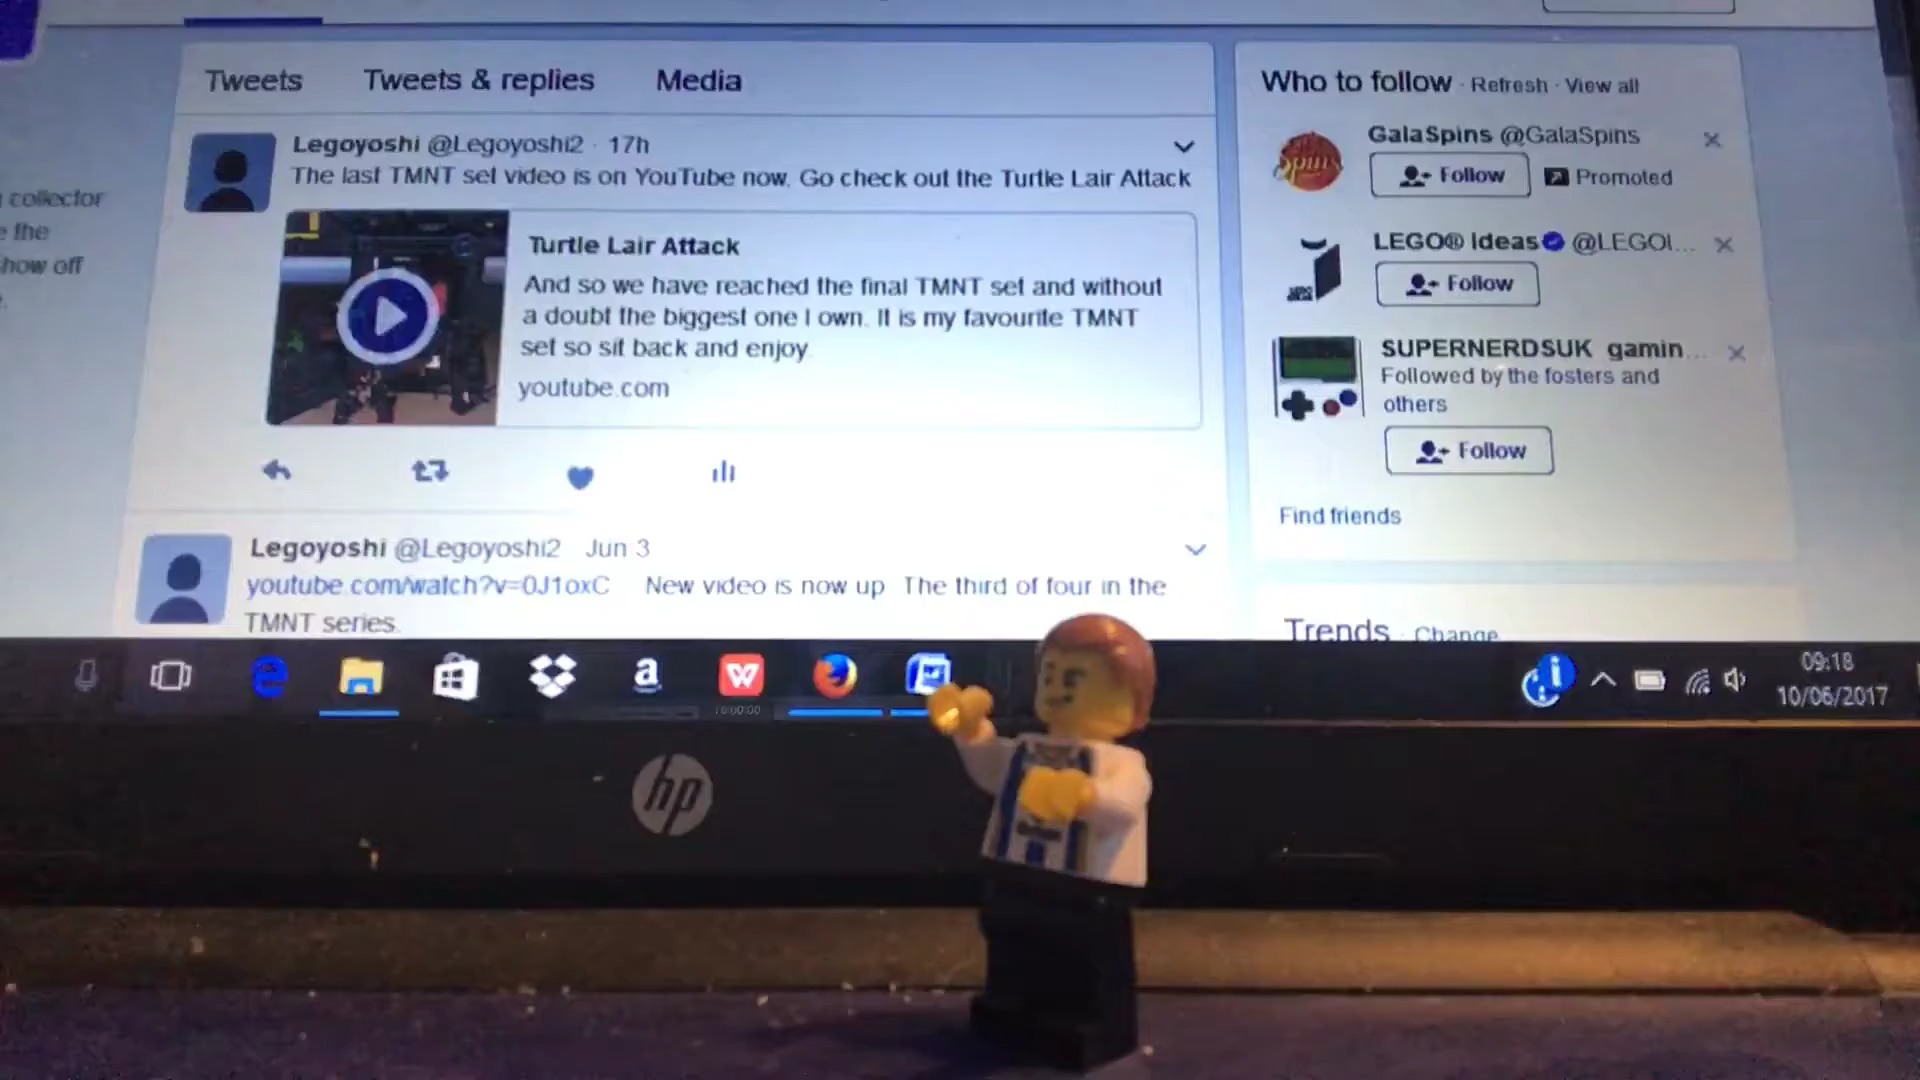 Tweets Tweets & replies Media
Legoyoshi @Legoyoshi2 · 17h
The last TMNT set video is on YouTube now. Go check out the Turtle Lair Attack
Turtle Lair Attack
And so we have reached the final TMNT set and without
a doubt the biggest one I own. It is my favourite TMNT
set so sit back and enjoy
youtube.com
Legoyoshi @Legoyoshi2 Jun 3
youtube.com/watch?v=0J1oxC New video is now up The third of four in the
TMNT series.
collector
the
how off
Who to follow · Refresh · View all
GalaSpins @GalaSpins
Spins
Follow Promoted
LEGO® Ideas @LEGOI...
Follow
SUPERNERDSUK gamin...
Followed by the fosters and
others
Follow
Find friends
Trends · Change
a
W
09:18
10/06/2017
hp